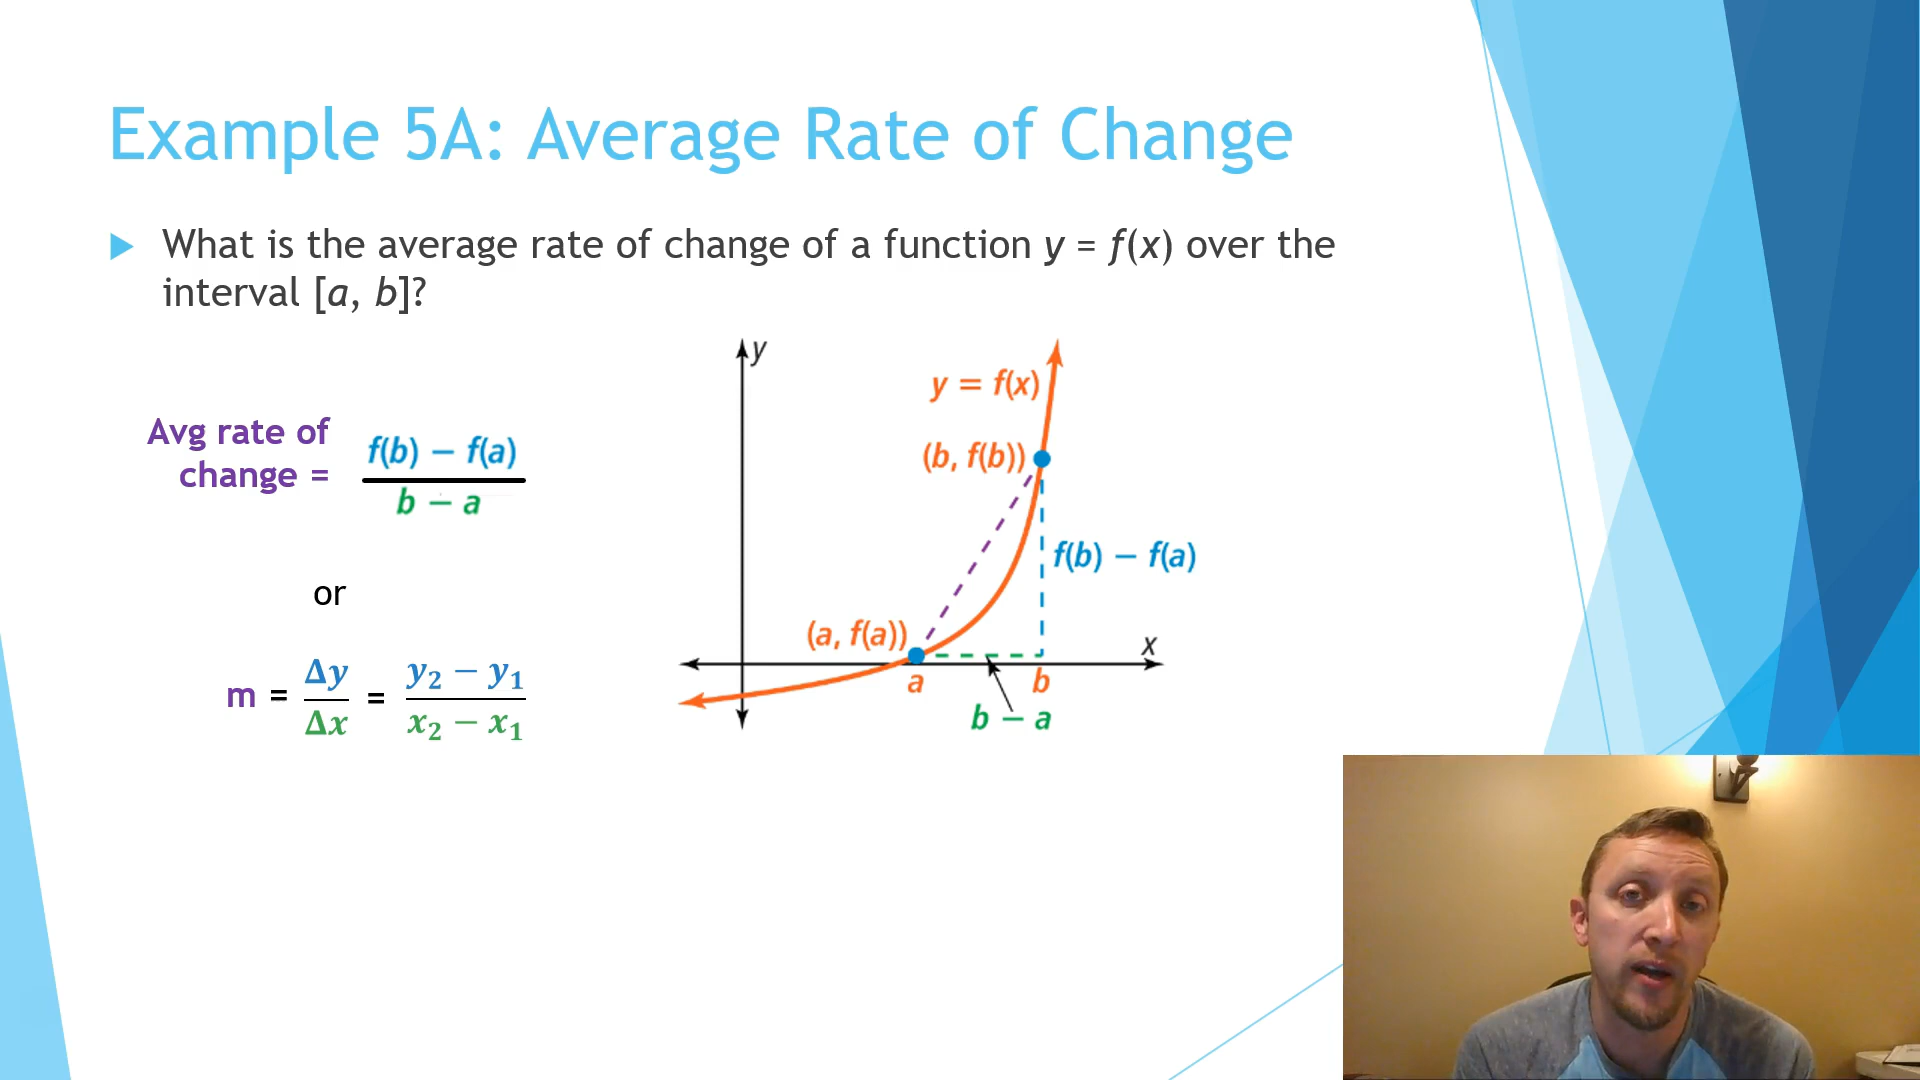 Example 5A: Average Rate of Change
What is the average rate of change of a function y = f(x) over the
interval [a, b]?
Avg rate of
change =
f(b) − f(a)
b − a
or
m = Δy/Δx = y₂ − y₁/x₂ − x₁
y
y = f(x)
(b, f(b))
f(b) − f(a)
(a, f(a))
x
a
b
b − a